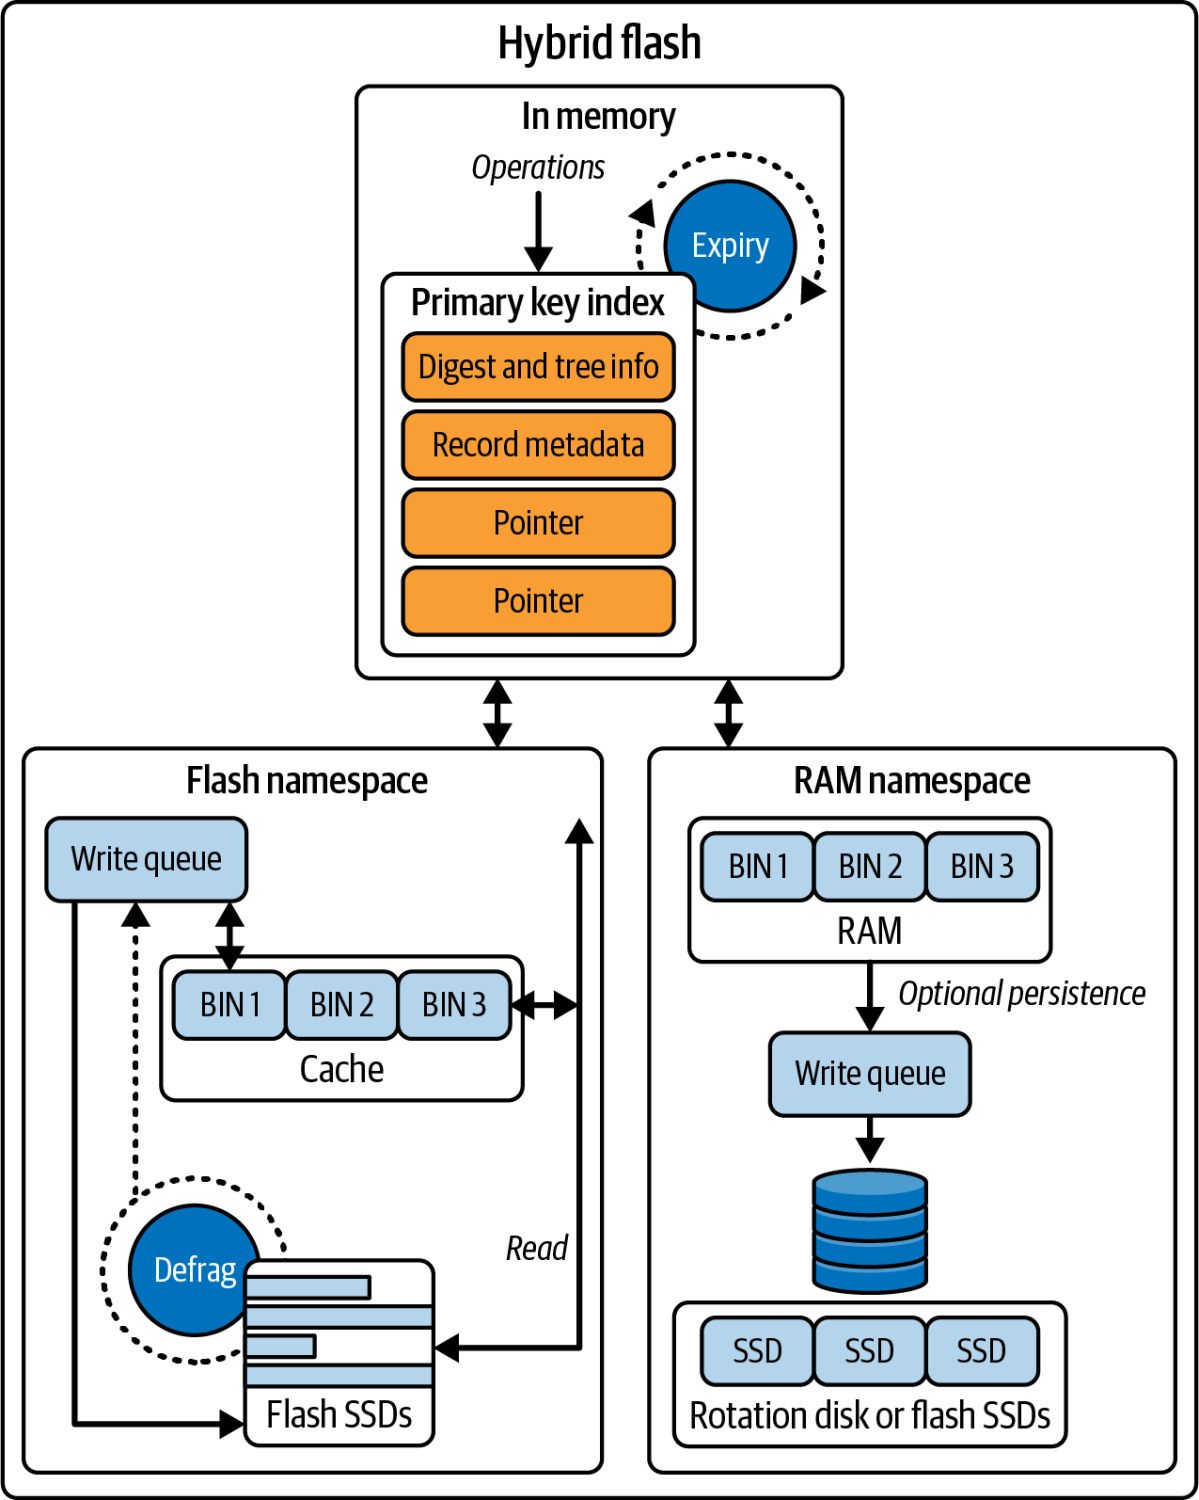 Hybrid flash
In memory
Operations
Expiry
Primary key index
Digest and tree info
Record metadata
Pointer
Pointer
Flash namespace
Write queue
BIN 1 BIN 2 BIN 3
Cache
Read
Defrag
Flash SSDs
RAM namespace
BIN 1 BIN 2 BIN 3
RAM
Optional persistence
Write queue
SSD SSD SSD
Rotation disk or flash SSDs